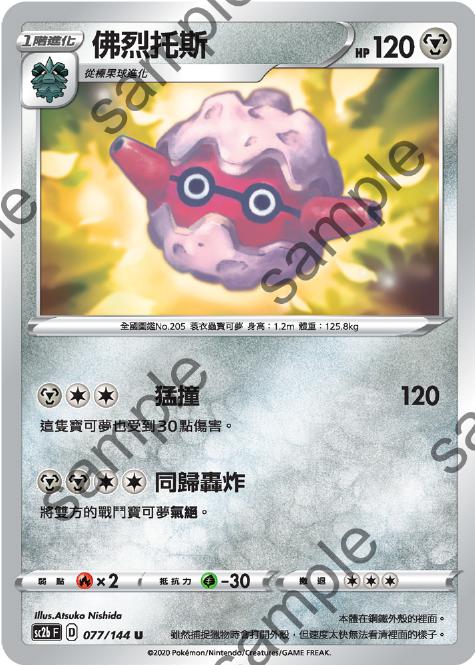 1階進化 佛烈托斯 HP 120
從榛果球進化
全國圖鑑No.205 蓑衣蟲寶可夢 身高：1.2m 體重：125.8kg
猛撞 120
這隻寶可夢也受到30點傷害。
同歸轟炸
將雙方的戰鬥寶可夢氣絕。
弱點 ×2 抵抗力 -30 撤退
Illus.Atsuko Nishida
sc2b F D 077/144 U
本體在鋼鐵外殼的裡面。
雖然捕捉獵物時會打開外殼，但速度太快無法看清裡面的樣子。
©2020 Pokémon/Nintendo/Creatures/GAME FREAK.
sample
sample
sample
sample
sample
sample
sample